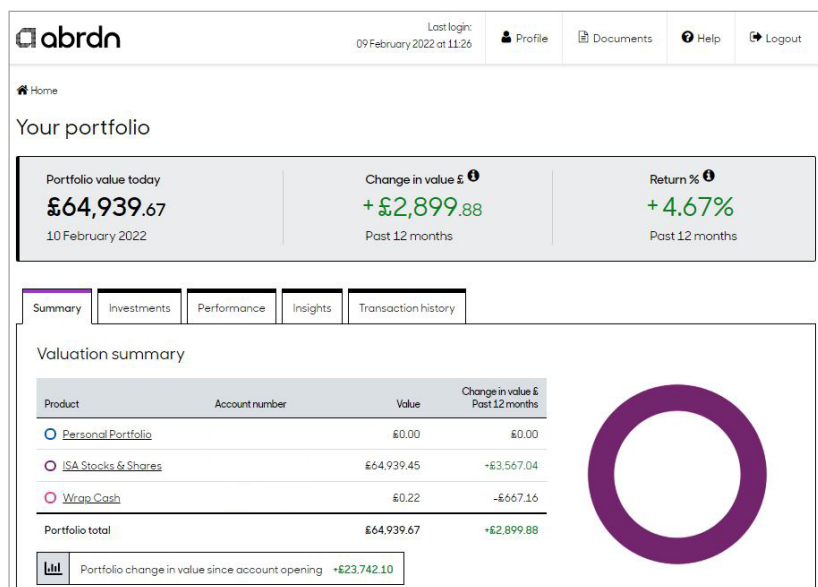 abrdn
Last login:
09 February 2022 at 11:26
Profile
Documents
Help
Logout
Home
Your portfolio
Portfolio value today
£64,939.67
10 February 2022
Change in value £
+£2,899.88
Past 12 months
Return %
+4.67%
Past 12 months
Summary
Investments
Performance
Insights
Transaction history
Valuation summary
Product Account number Value Change in value £ Past 12 months
Personal Portfolio £0.00 £0.00
ISA Stocks & Shares £64,939.45 +£3,567.04
Wrap Cash £0.22 -£667.16
Portfolio total £64,939.67 +£2,899.88
Portfolio change in value since account opening +£23,742.10